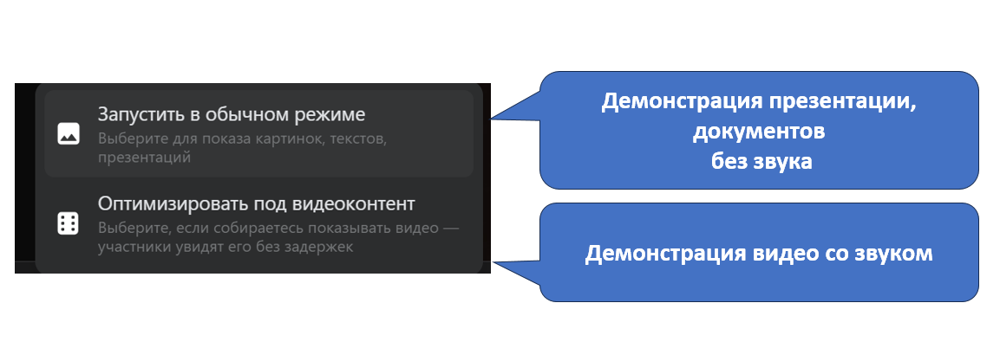 Запустить в обычном режиме
Выберите для показа картинок, текстов,
презентаций
Оптимизировать под видеоконтент
Выберите, если собираетесь показывать видео —
участники увидят его без задержек
Демонстрация презентации,
документов
без звука
Демонстрация видео со звуком